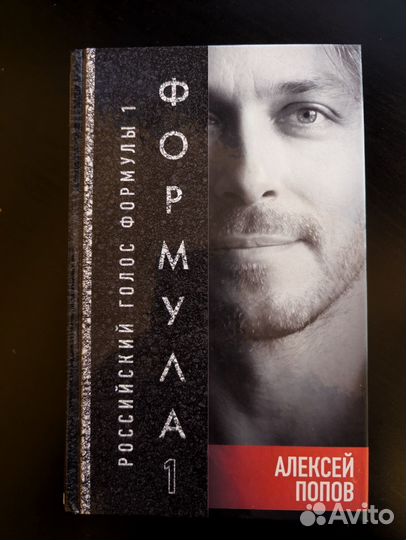 РОССИЙСКИЙ ГОЛОС ФОРМУЛЫ 1
ФОРМУЛА 1
АЛЕКСЕЙ
ПОПОВ
Avito